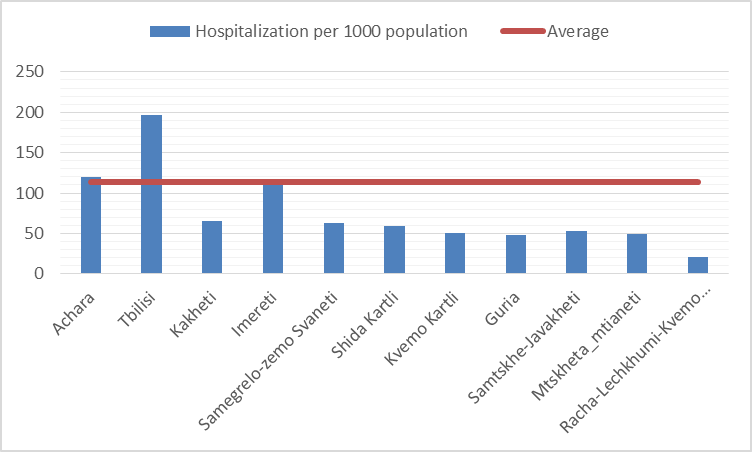 Hospitalization per 1000 population
Average
250
200
150
100
50
0
Achara
Tbilisi
Kakheti
Imereti
Samegrelo-zemo Svaneti
Shida Kartli
Kvemo Kartli
Guria
Samtskhe-Javakheti
Mtskheta_mtianeti
Racha-Lechkhumi-Kvemo...